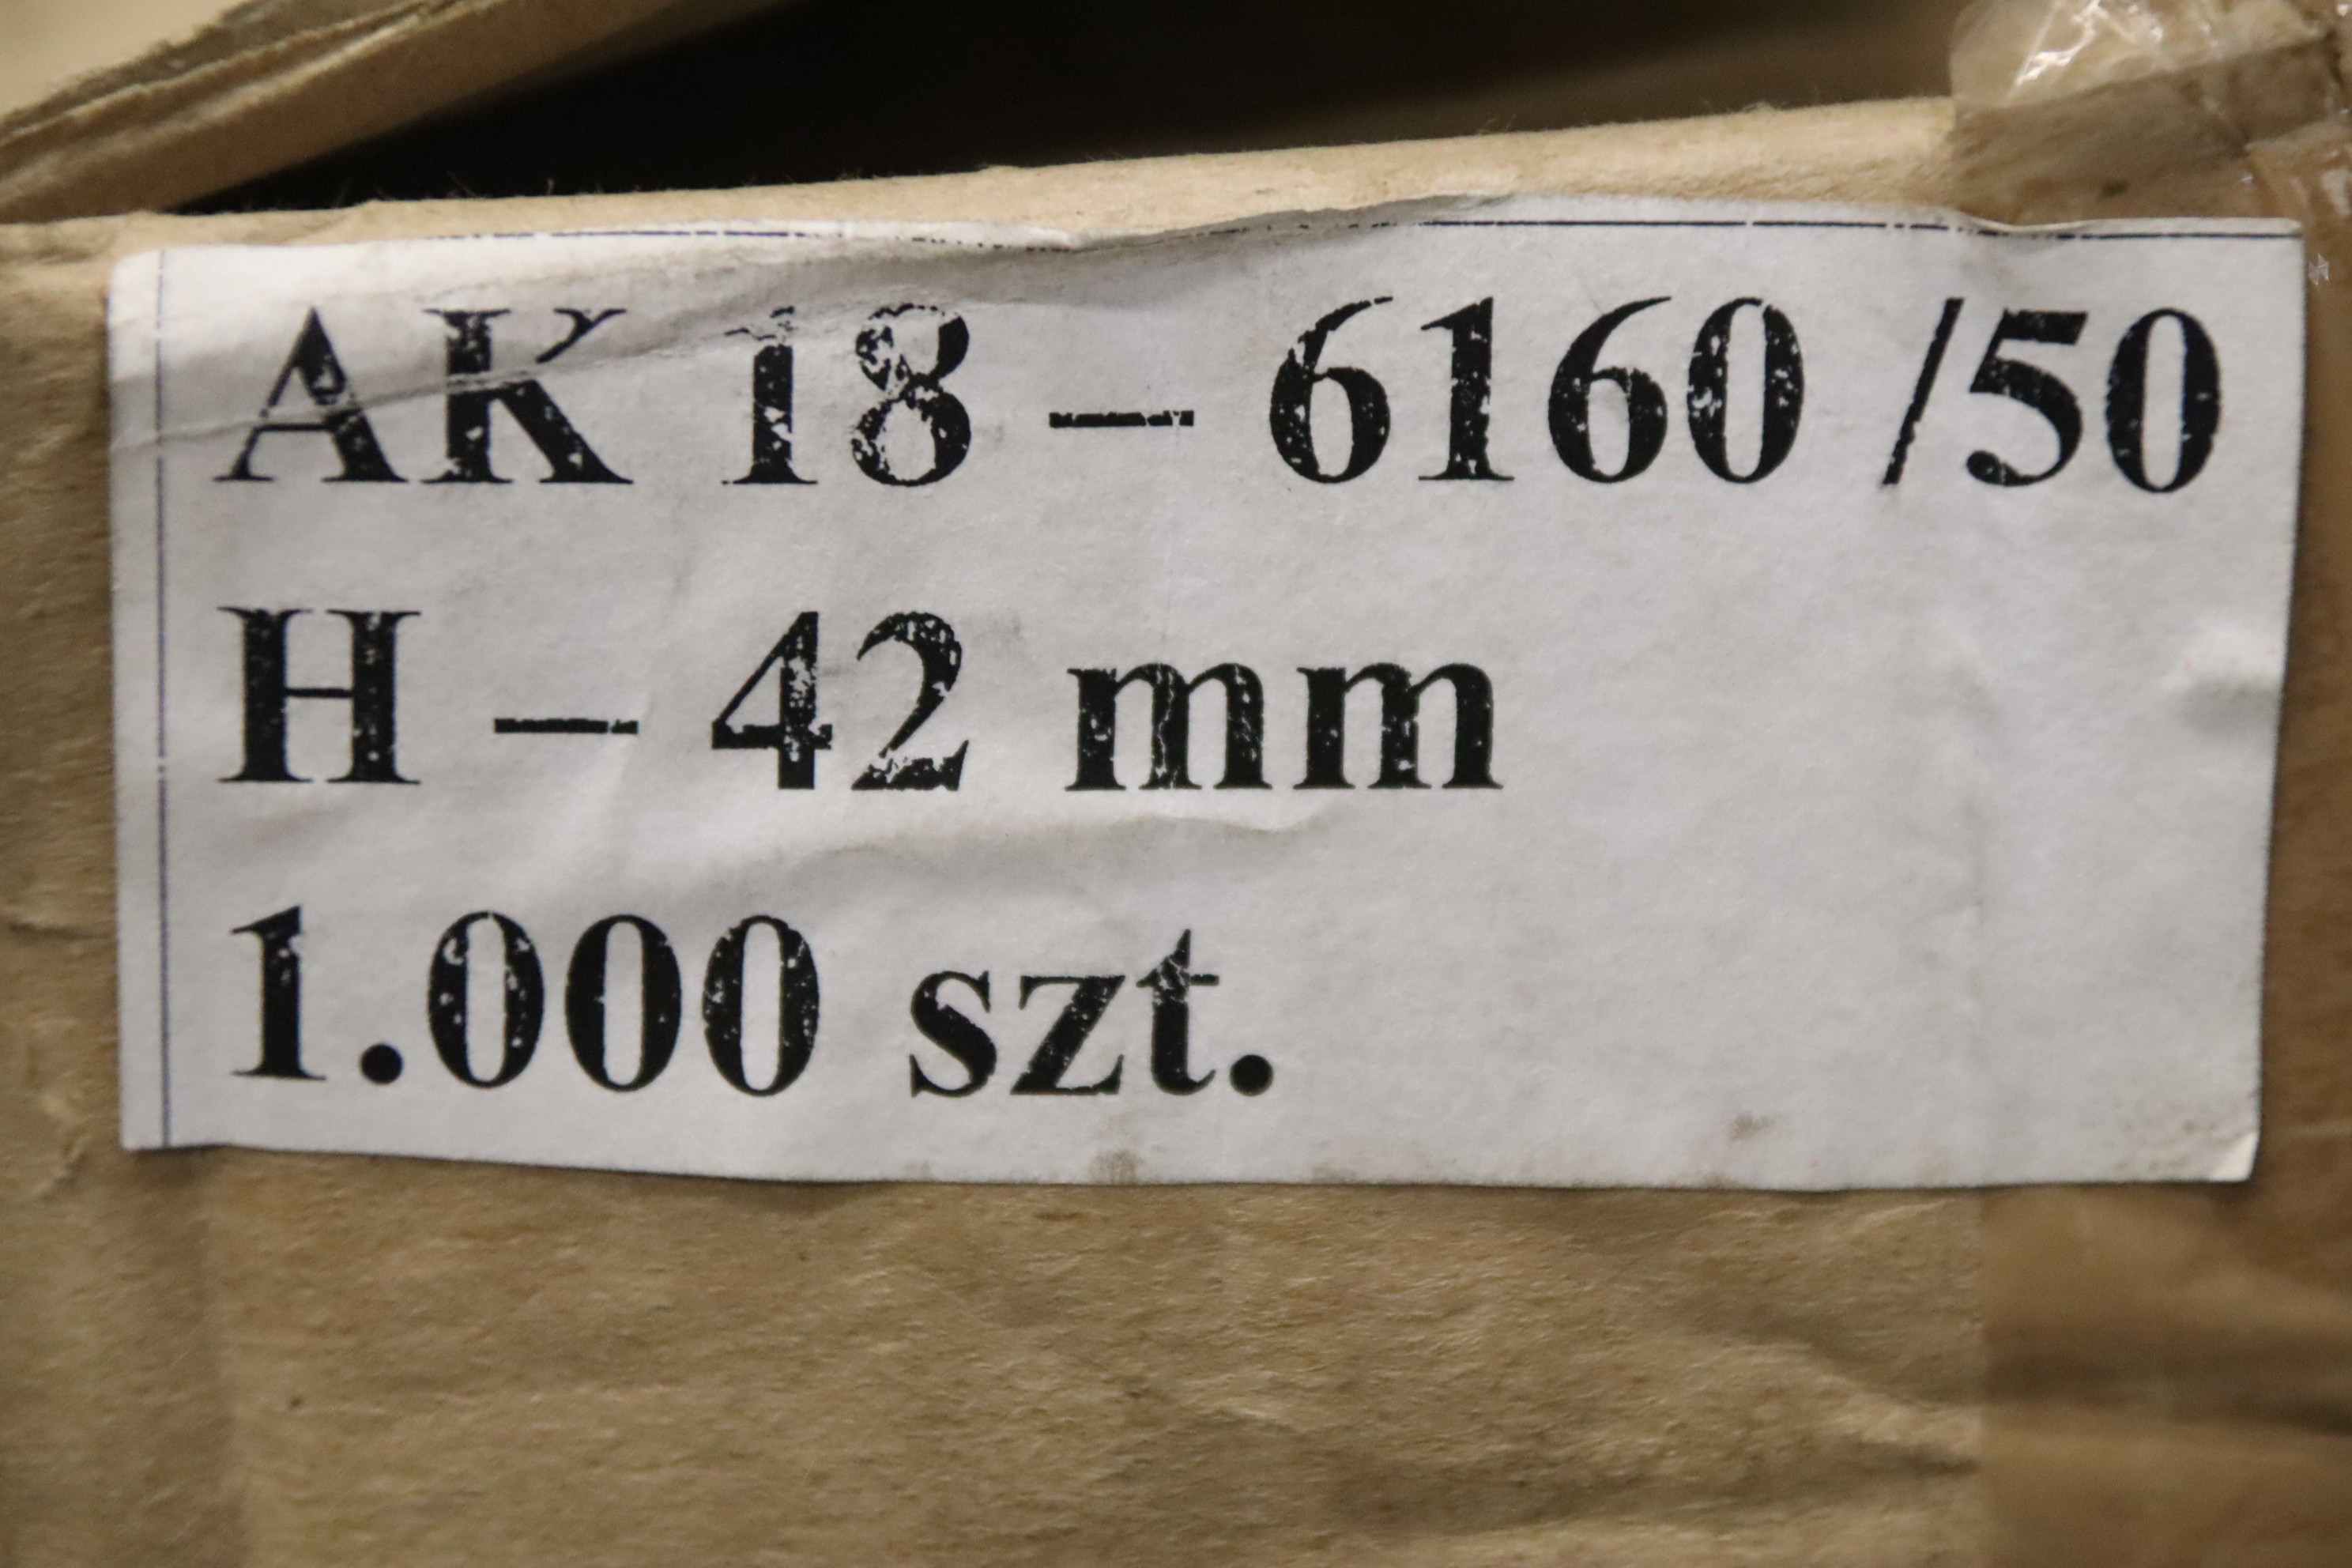 AK 18 – 6160 /50
H – 42 mm
1.000 szt.